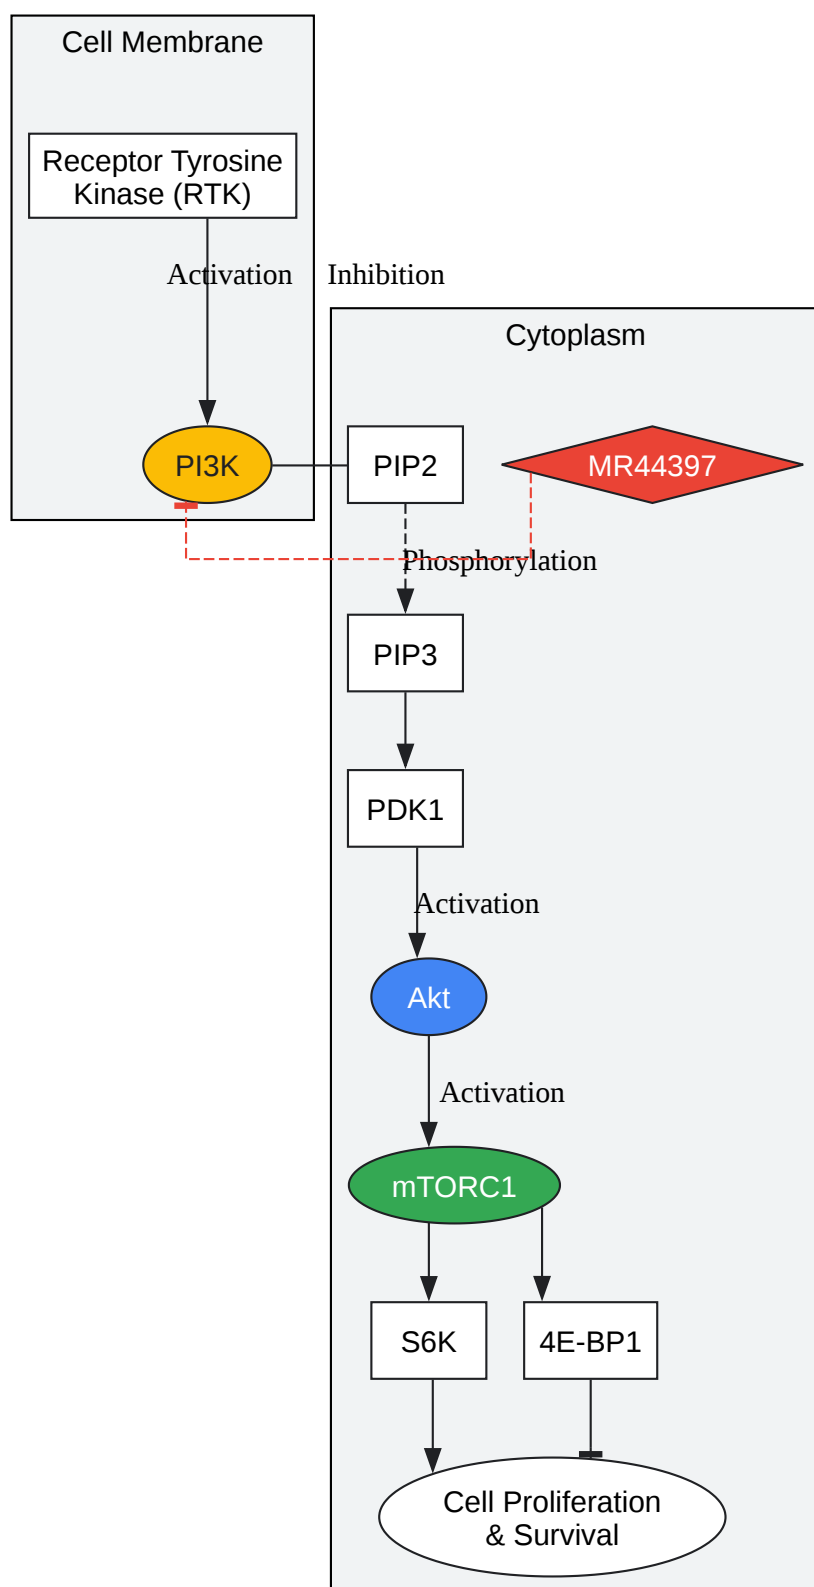 Cell Membrane
Receptor Tyrosine
Kinase (RTK)
Activation
Inhibition
Cytoplasm
PI3K
PIP2
MR44397
Phosphorylation
PIP3
PDK1
Activation
Akt
Activation
mTORC1
S6K
4E-BP1
Cell Proliferation
& Survival